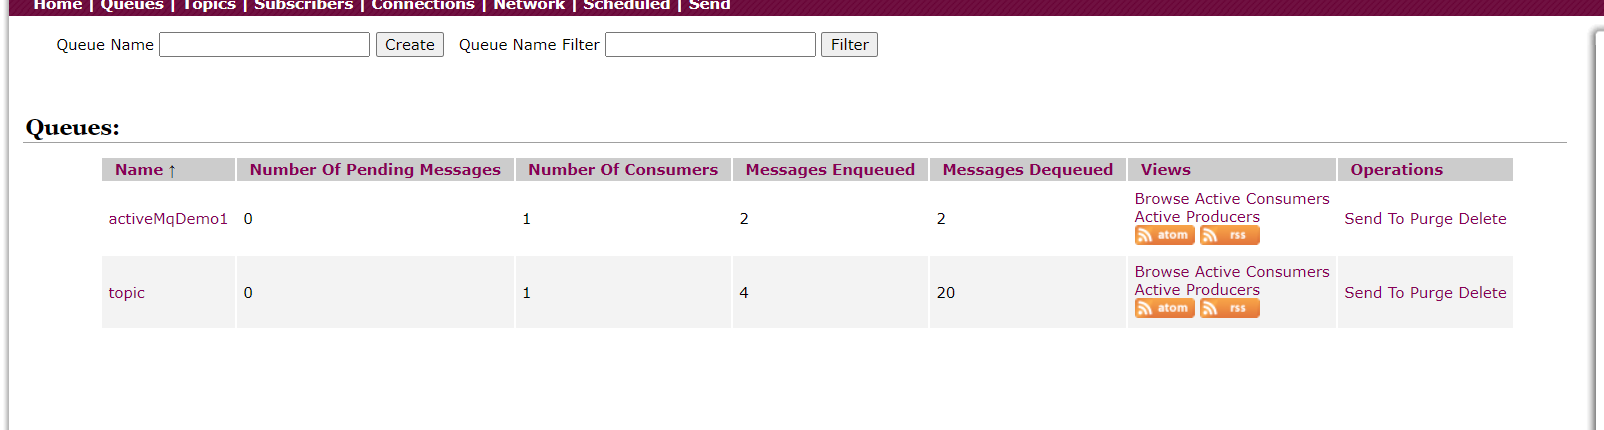 Home | Queues | Topics | Subscribers | Connections | Network | Scheduled | Send
Queue Name Create Queue Name Filter Filter
Queues:
Name ↑ Number Of Pending Messages Number Of Consumers Messages Enqueued Messages Dequeued Views Operations
activeMqDemo1 0 1 2 2 Browse Active Consumers
Active Producers
atom rss
Send To Purge Delete
topic 0 1 4 20 Browse Active Consumers
Active Producers
atom rss
Send To Purge Delete